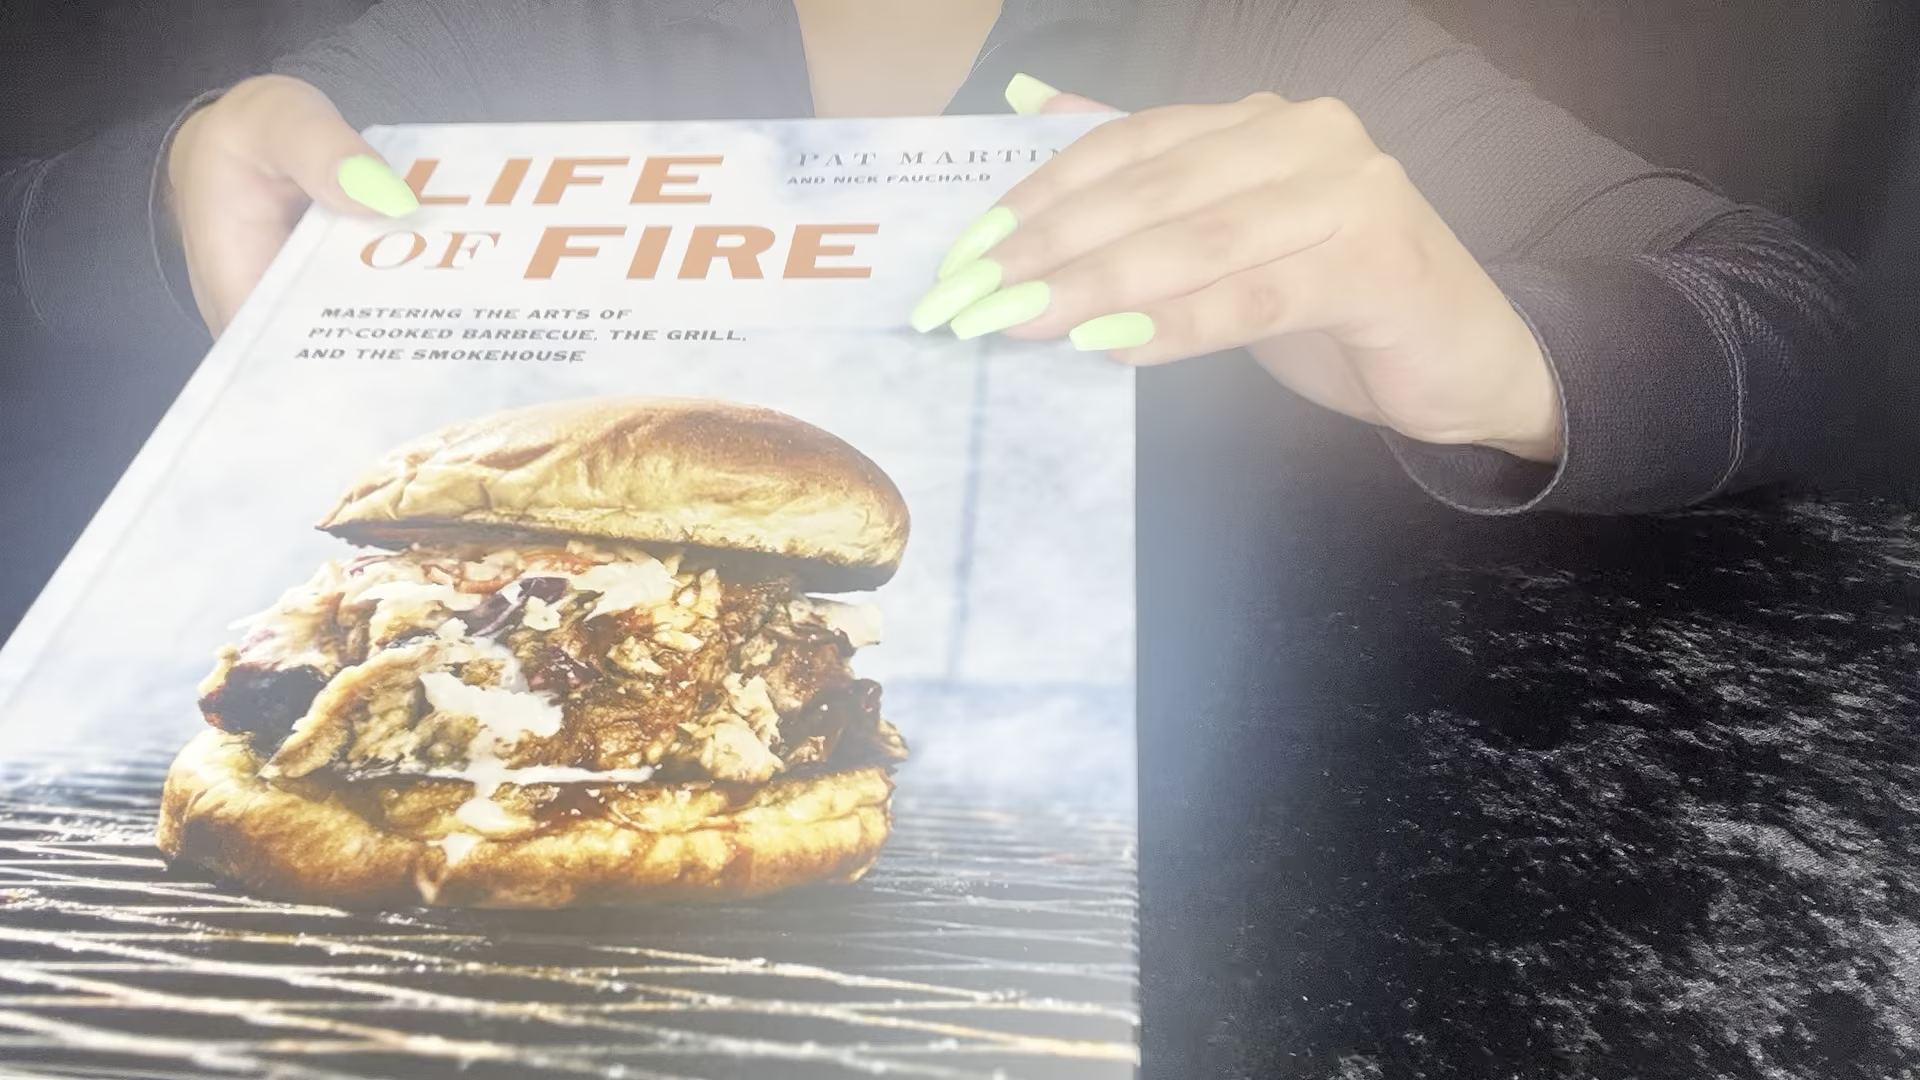 LIFE
OF FIRE
PAT MARTIN
AND NICK FAUCHALD
MASTERING THE ARTS OF
PIT-COOKED BARBECUE, THE GRILL,
AND THE SMOKEHOUSE